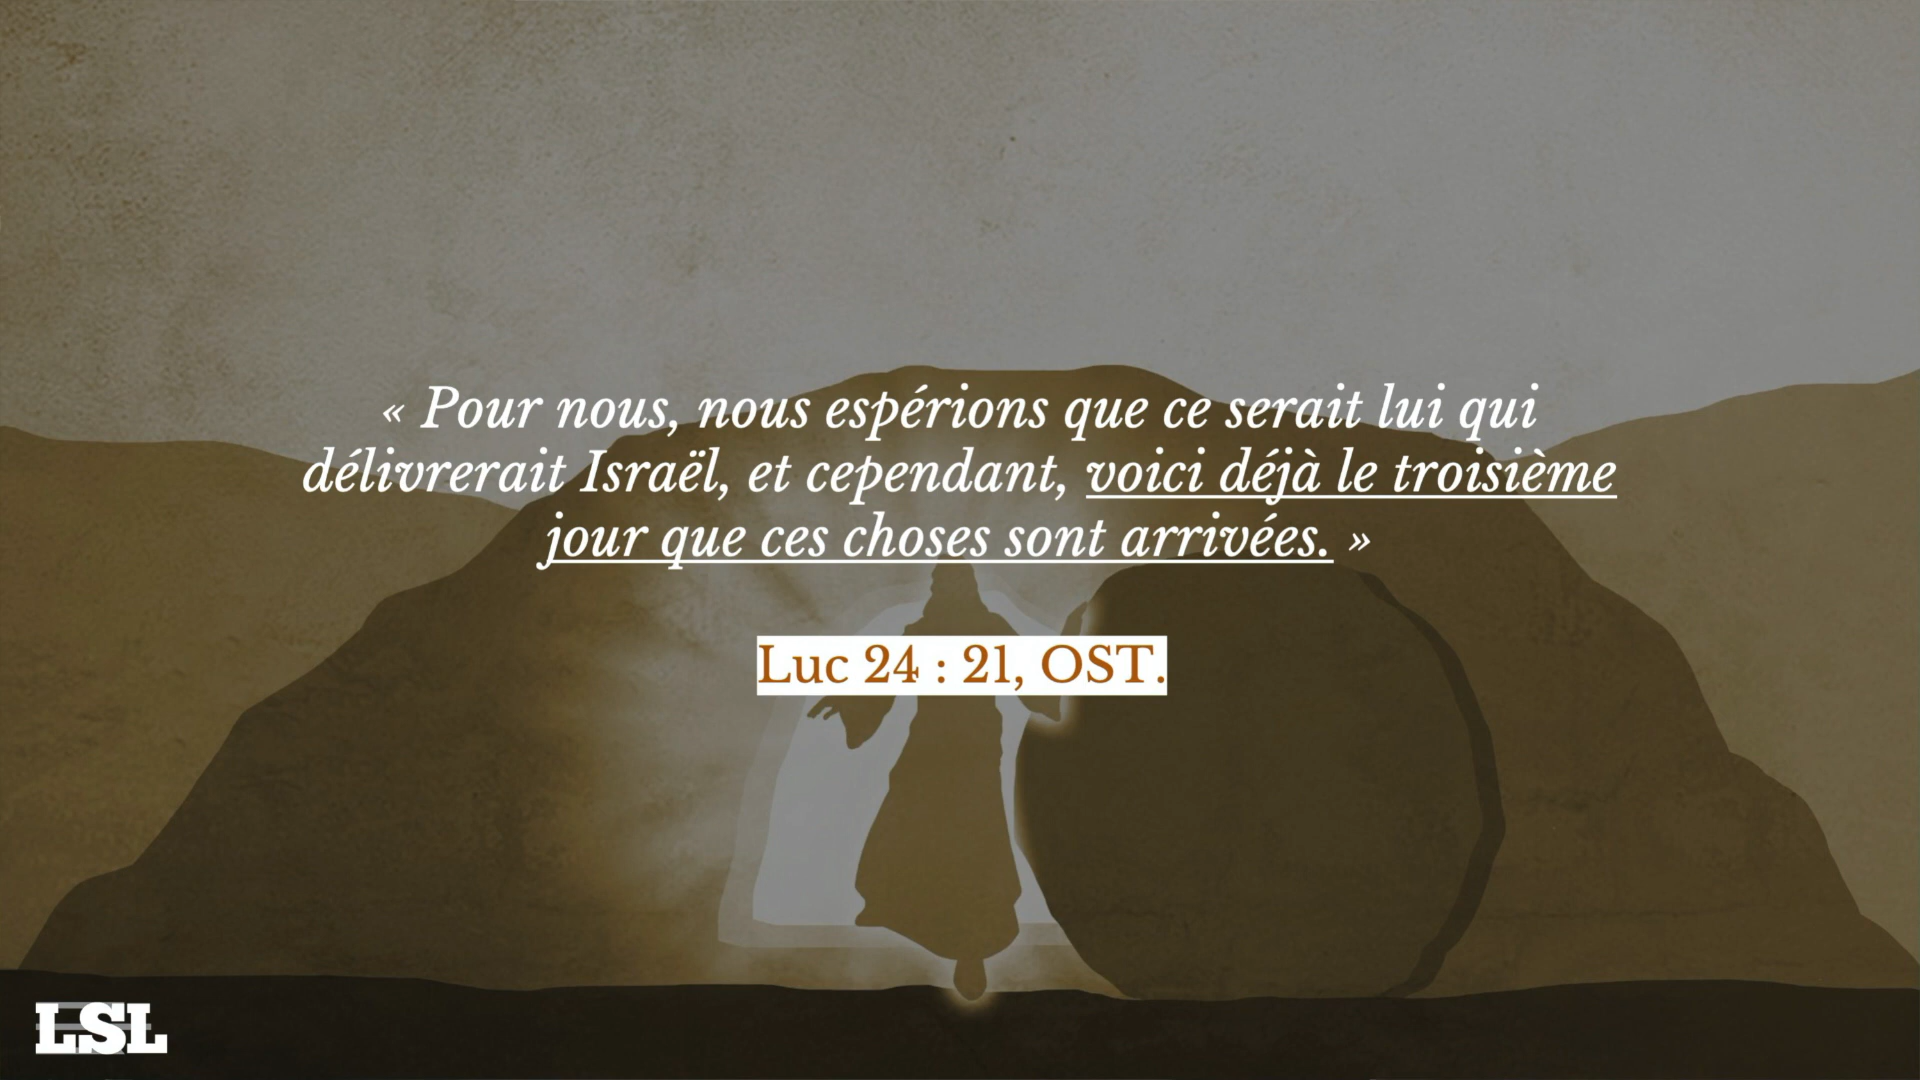 « Pour nous, nous espérions que ce serait lui qui
délivrerait Israël, et cependant, voici déjà le troisième
jour que ces choses sont arrivées. »
Luc 24 : 21, OST.
LSL